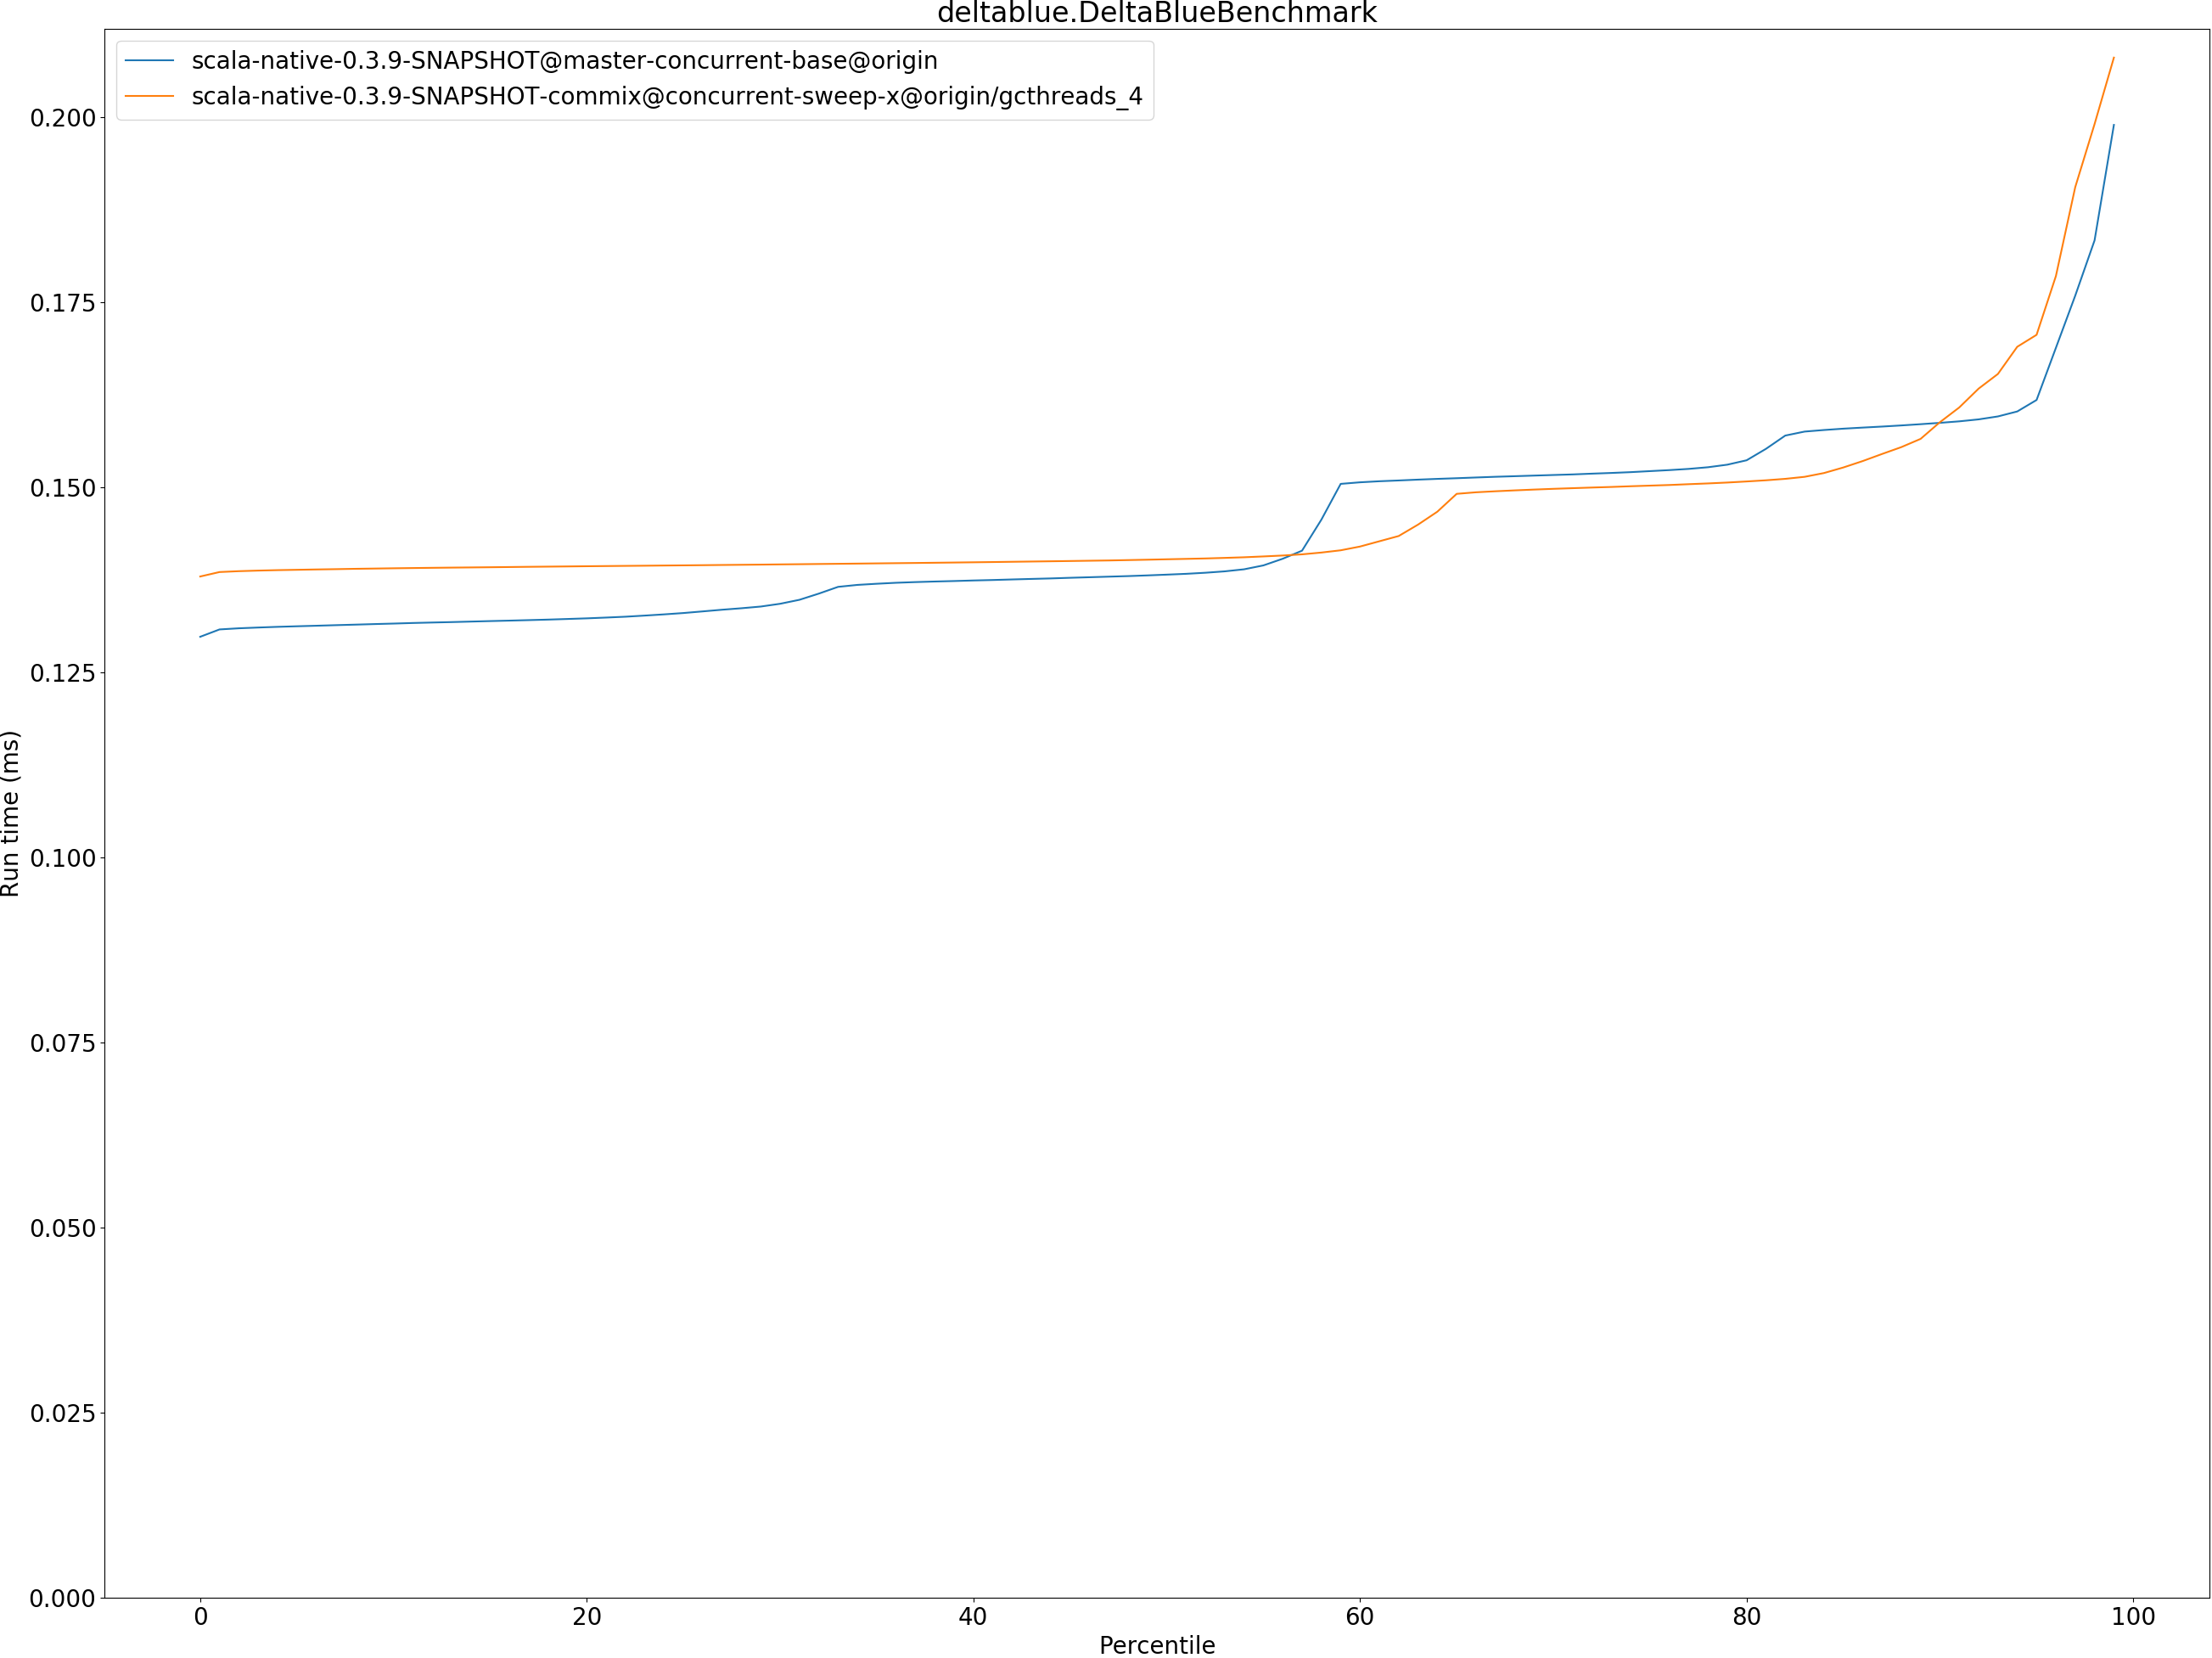 deltablue.DeltaBlueBenchmark
scala-native-0.3.9-SNAPSHOT@master-concurrent-base@origin
scala-native-0.3.9-SNAPSHOT-commix@concurrent-sweep-x@origin/gcthreads_4
0.200
0.175
0.150
0.125
0.100
0.075
0.050
0.025
0.000
Run time (ms)
0 20 40 60 80 100
Percentile